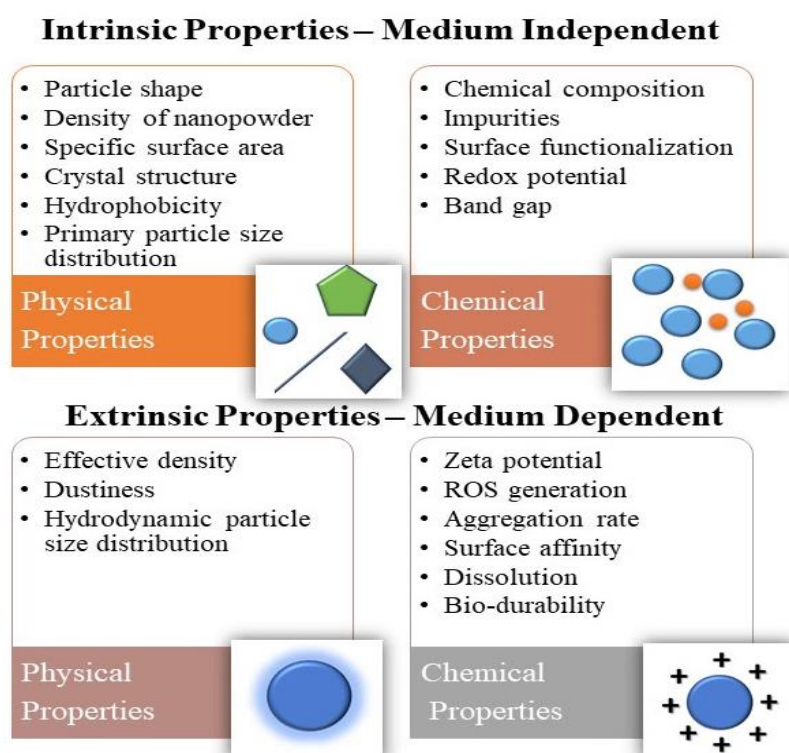 Intrinsic Properties – Medium Independent
• Particle shape
• Density of nanopowder
• Specific surface area
• Crystal structure
• Hydrophobicity
• Primary particle size
distribution
Physical
Properties
• Chemical composition
• Impurities
• Surface functionalization
• Redox potential
• Band gap
Chemical
Properties
Extrinsic Properties – Medium Dependent
• Effective density
• Dustiness
• Hydrodynamic particle
size distribution
Physical
Properties
• Zeta potential
• ROS generation
• Aggregation rate
• Surface affinity
• Dissolution
• Bio-durability
Chemical
Properties
+ + + + + + + +